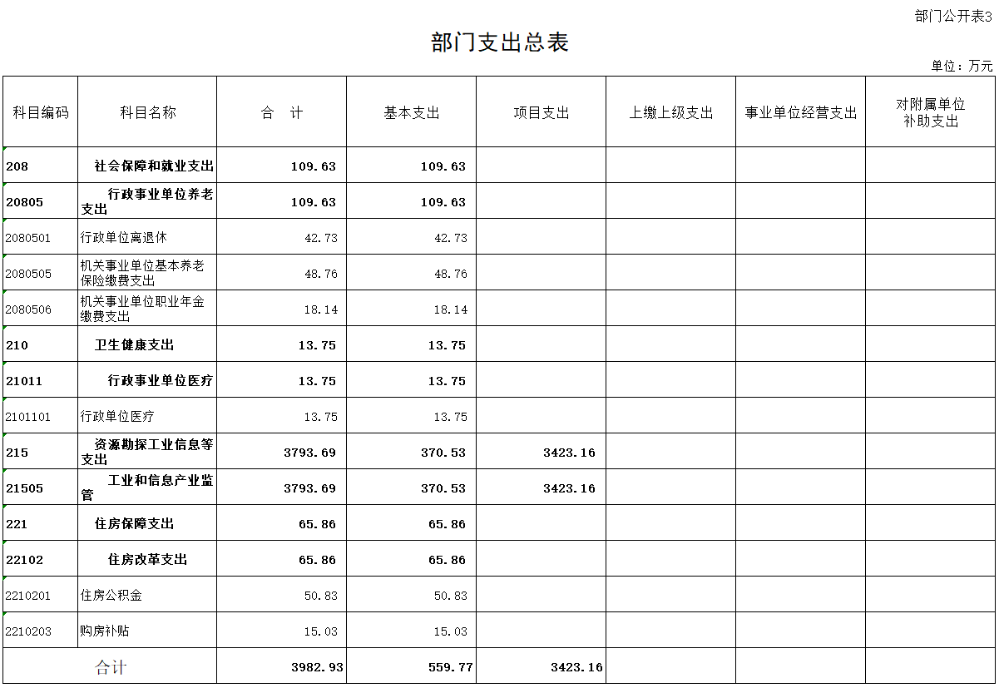 部门公开表3
部门支出总表
单位：万元
科目编码 科目名称 合 计 基本支出 项目支出 上缴上级支出 事业单位经营支出 对附属单位
补助支出
208 社会保障和就业支出 109.63 109.63
20805 行政事业单位养老
支出 109.63 109.63
2080501 行政单位离退休 42.73 42.73
2080505 机关事业单位基本养老
保险缴费支出 48.76 48.76
2080506 机关事业单位职业年金
缴费支出 18.14 18.14
210 卫生健康支出 13.75 13.75
21011 行政事业单位医疗 13.75 13.75
2101101 行政单位医疗 13.75 13.75
215 资源勘探工业信息等
支出 3793.69 370.53 3423.16
21505 工业和信息产业监
管 3793.69 370.53 3423.16
221 住房保障支出 65.86 65.86
22102 住房改革支出 65.86 65.86
2210201 住房公积金 50.83 50.83
2210203 购房补贴 15.03 15.03
合计 3982.93 559.77 3423.16